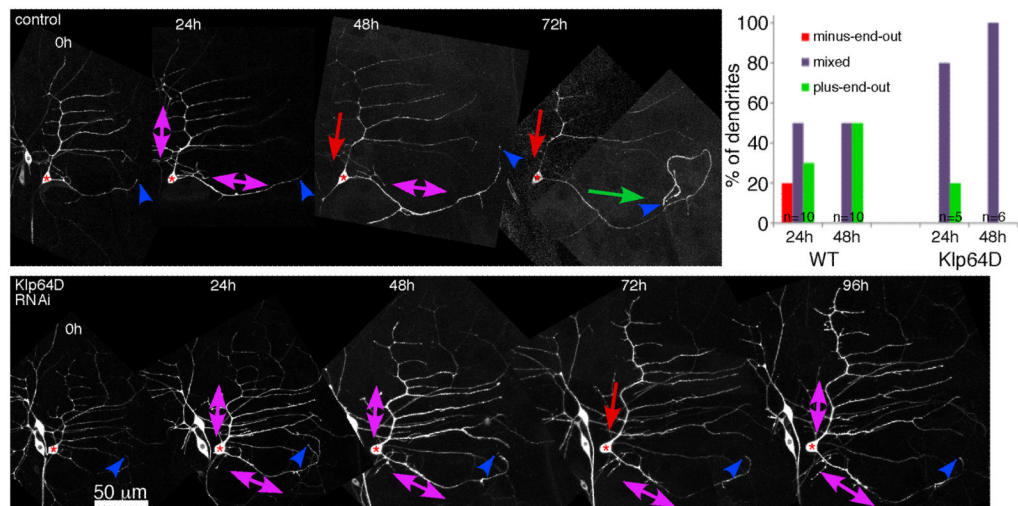 control
0h
24h
48h
72h
% of dendrites
100
80
60
40
20
0
minus-end-out
mixed
plus-end-out
n=10
n=10
n=5
n=6
24h
48h
24h
48h
WT
Klp64D
Klp64D
RNAi
0h
24h
48h
72h
96h
50 µm